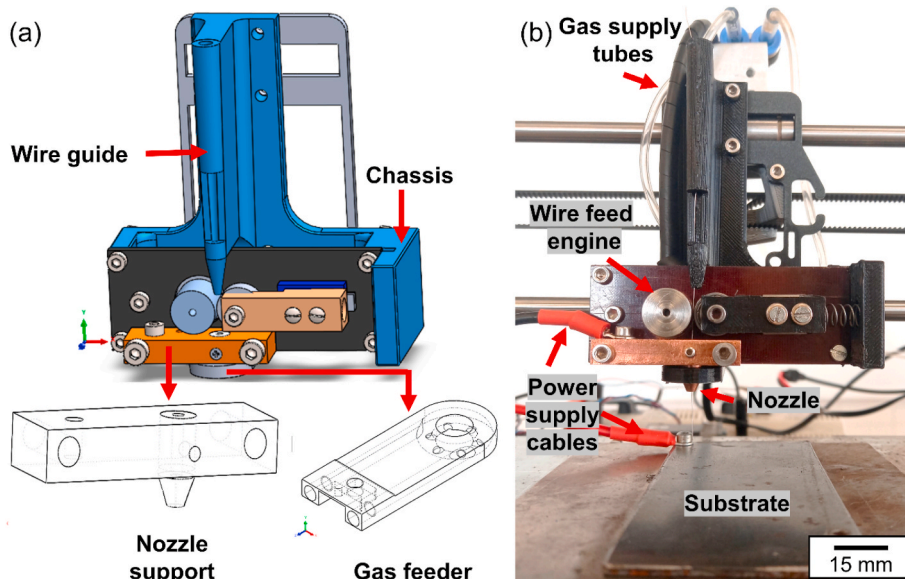 (a)
Wire guide
Chassis
Nozzle
support
Gas feeder
(b)
Gas supply
tubes
Wire feed
engine
Power
supply
cables
Nozzle
Substrate
15 mm